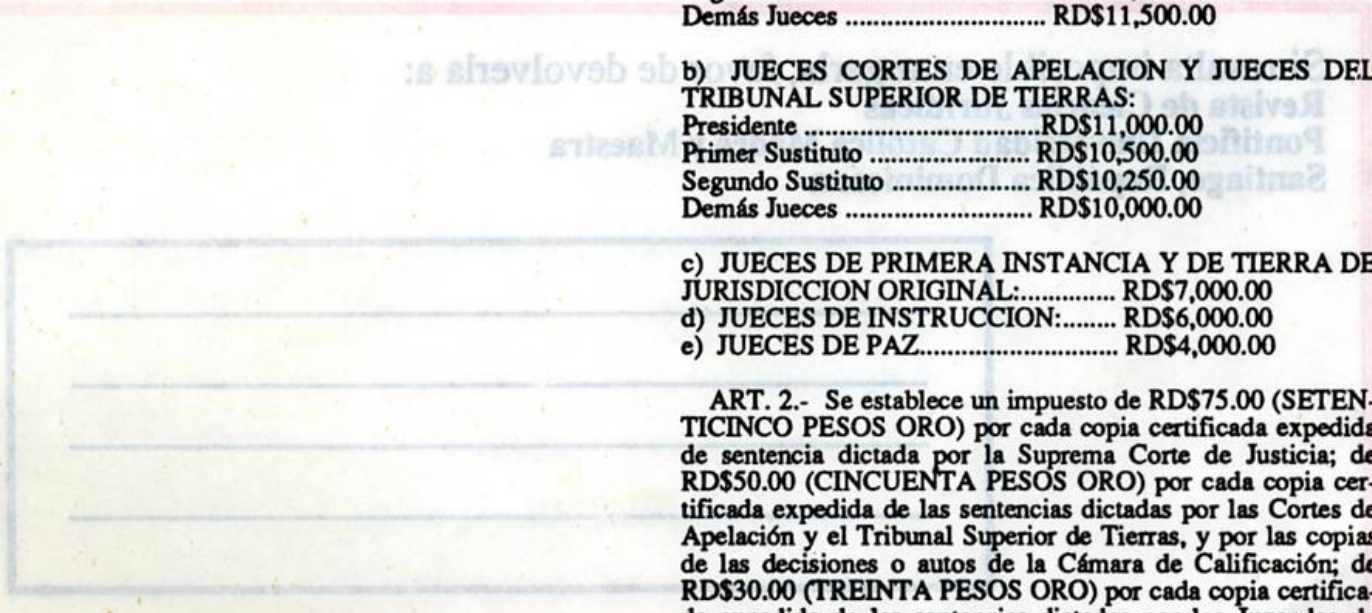 Demás Jueces ............................. RD$11,500.00
b) JUECES CORTES DE APELACION Y JUECES DEL
TRIBUNAL SUPERIOR DE TIERRAS:
Presidente ..................................RD$11,000.00
Primer Sustituto ....................... RD$10,500.00
Segundo Sustituto .................... RD$10,250.00
Demás Jueces ........................... RD$10,000.00
c) JUECES DE PRIMERA INSTANCIA Y DE TIERRA DE
JURISDICCION ORIGINAL:.............. RD$7,000.00
d) JUECES DE INSTRUCCION:........ RD$6,000.00
e) JUECES DE PAZ............................. RD$4,000.00
ART. 2.- Se establece un impuesto de RD$75.00 (SETEN-
TICINCO PESOS ORO) por cada copia certificada expedida
de sentencia dictada por la Suprema Corte de Justicia; de
RD$50.00 (CINCUENTA PESOS ORO) por cada copia cer-
tificada expedida de las sentencias dictadas por las Cortes de
Apelación y el Tribunal Superior de Tierras, y por las copias
de las decisiones o autos de la Cámara de Calificación; de
RD$30.00 (TREINTA PESOS ORO) por cada copia certifica-
devolverla a:
Revista de
Maestra
Santiago